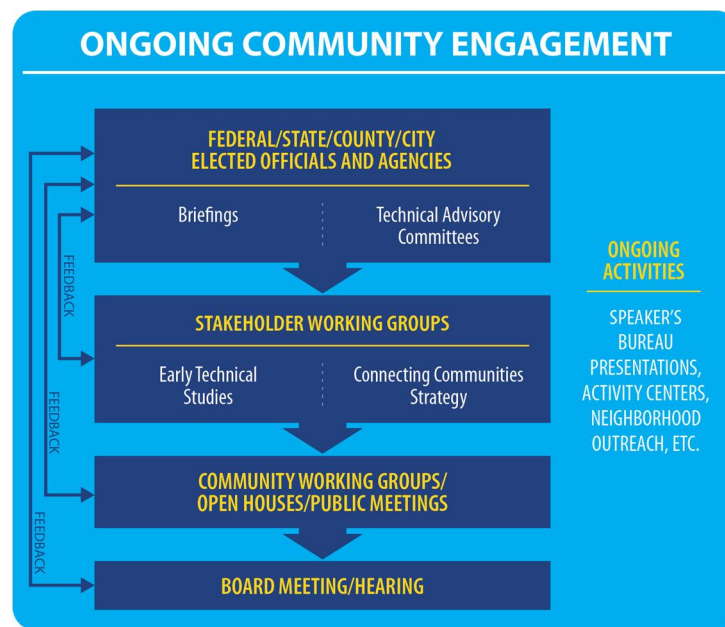 ONGOING COMMUNITY ENGAGEMENT
FEDERAL/STATE/COUNTY/CITY
ELECTED OFFICIALS AND AGENCIES
Briefings
Technical Advisory
Committees
FEEDBACK
STAKEHOLDER WORKING GROUPS
Early Technical
Studies
Connecting Communities
Strategy
FEEDBACK
COMMUNITY WORKING GROUPS/
OPEN HOUSES/PUBLIC MEETINGS
FEEDBACK
BOARD MEETING/HEARING
ONGOING
ACTIVITIES
SPEAKER’S
BUREAU
PRESENTATIONS,
ACTIVITY CENTERS,
NEIGHBORHOOD
OUTREACH, ETC.